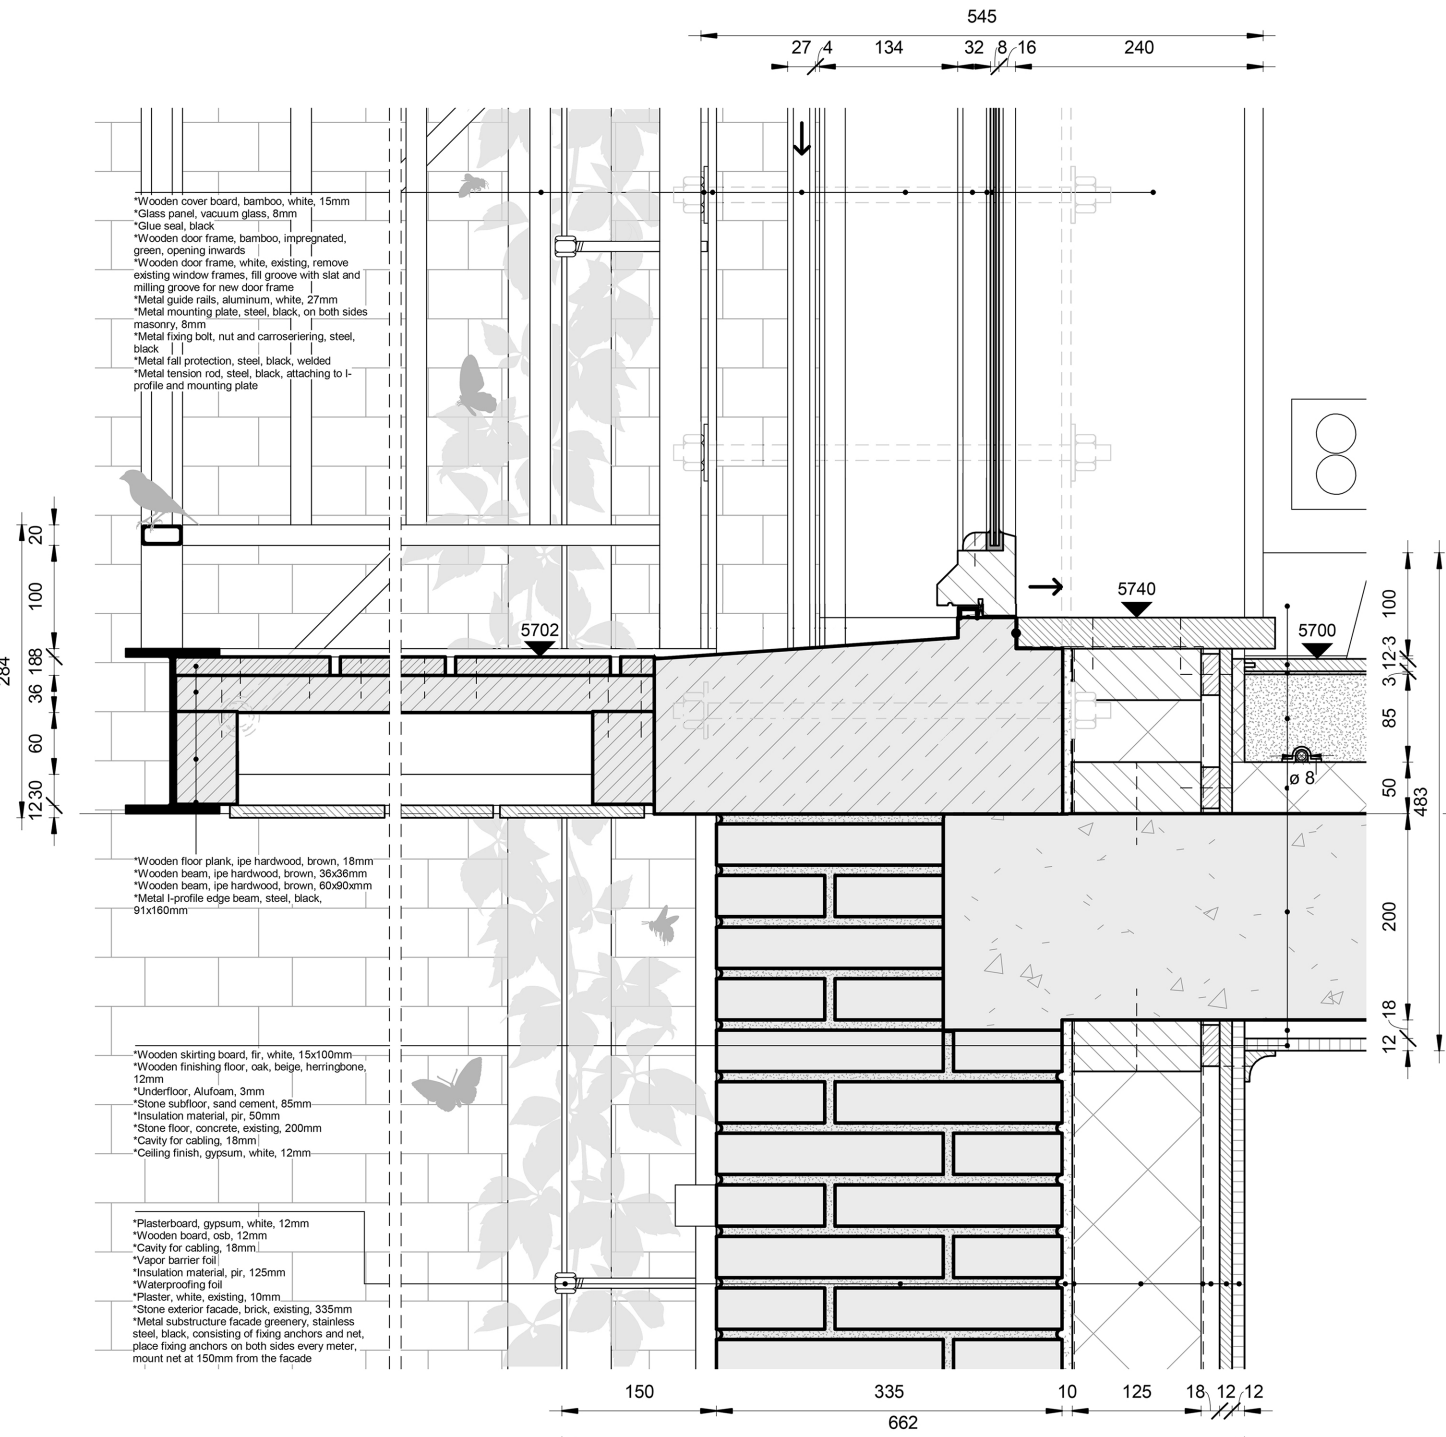 545
27 4 134 32 8 16 240
*Wooden cover board, bamboo, white, 15mm
*Glass panel, vacuum glass, 8mm
*Glue seal, black
*Wooden door frame, bamboo, impregnated,
green, opening inwards
*Wooden door frame, white, existing, remove
existing window frames, fill groove with slat and
milling groove for new door frame
*Metal guide rails, aluminum, white, 27mm
*Metal mounting plate, steel, black, on both sides
masonry, 8mm
*Metal fixing bolt, nut and carroseriering, steel,
black
*Metal fall protection, steel, black, welded
*Metal tension rod, steel, black, attaching to I-
profile and mounting plate
20
100
188
36
60
1230
284
5702
5740
5700
ø 8
100
12-3
3
85
50
483
200
18
12
*Wooden floor plank, ipe hardwood, brown, 18mm
*Wooden beam, ipe hardwood, brown, 36x36mm
*Wooden beam, ipe hardwood, brown, 60x90xmm
*Metal I-profile edge beam, steel, black,
91x160mm
*Wooden skirting board, fir, white, 15x100mm
*Wooden finishing floor, oak, beige, herringbone,
12mm
*Underfloor, Alufoam, 3mm
*Stone subfloor, sand cement, 85mm
*Insulation material, pir, 50mm
*Stone floor, concrete, existing, 200mm
*Cavity for cabling, 18mm
*Ceiling finish, gypsum, white, 12mm
*Plasterboard, gypsum, white, 12mm
*Wooden board, osb, 12mm
*Cavity for cabling, 18mm
*Vapor barrier foil
*Insulation material, pir, 125mm
*Waterproofing foil
*Plaster, white, existing, 10mm
*Stone exterior facade, brick, existing, 335mm
*Metal substructure facade greenery, stainless
steel, black, consisting of fixing anchors and net,
place fixing anchors on both sides every meter,
mount net at 150mm from the facade
150 335 10 125 18 12 12
662